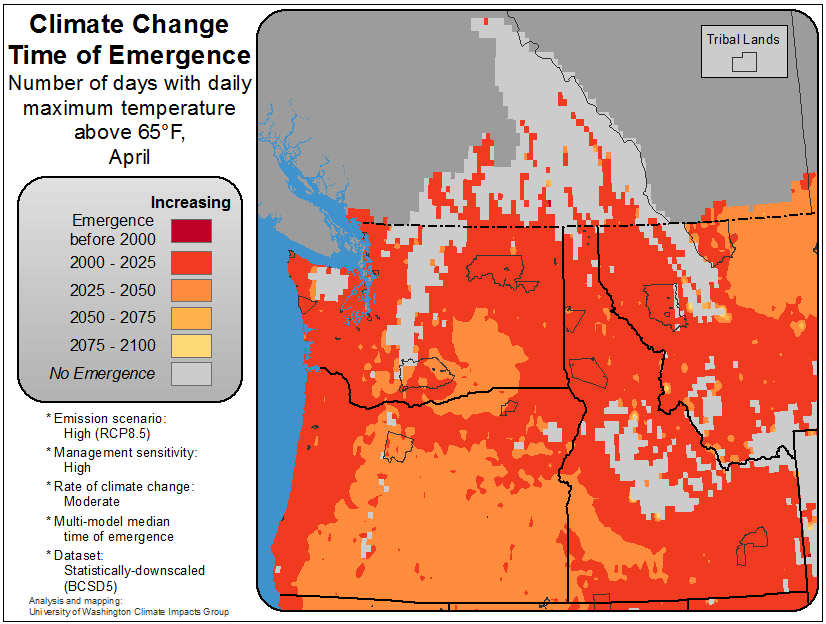 Climate Change
Time of Emergence
Number of days with daily
maximum temperature
above 65°F,
April
Tribal Lands
Increasing
Emergence
before 2000
2000 - 2025
2025 - 2050
2050 - 2075
2075 - 2100
No Emergence
* Emission scenario:
High (RCP8.5)
* Management sensitivity:
High
* Rate of climate change:
Moderate
* Multi-model median
time of emergence
* Dataset:
Statistically-downscaled
(BCSD5)
Analysis and mapping:
University of Washington Climate Impacts Group